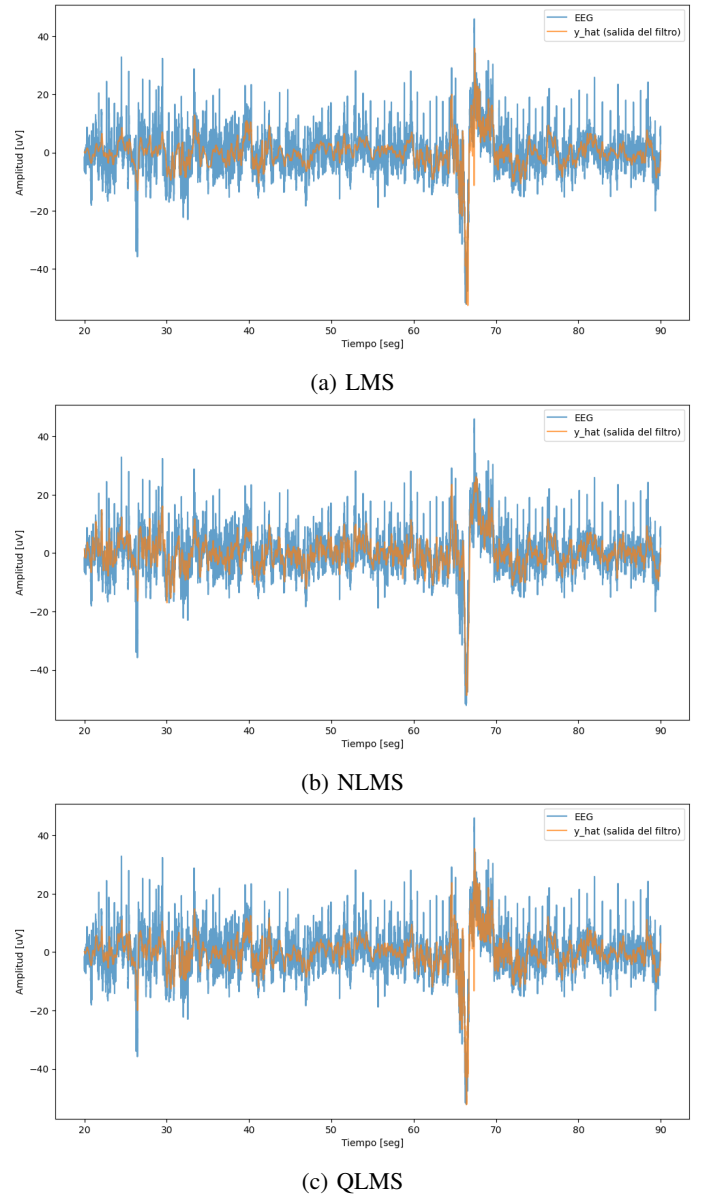 EEG
y_hat (salida del filtro)
40
20
0
−20
−40
Amplitud [uV]
20 30 40 50 60 70 80 90
Tiempo [seg]
(a) LMS
EEG
y_hat (salida del filtro)
40
20
0
−20
−40
Amplitud [uV]
20 30 40 50 60 70 80 90
Tiempo [seg]
(b) NLMS
EEG
y_hat (salida del filtro)
40
20
0
−20
−40
Amplitud [uV]
20 30 40 50 60 70 80 90
Tiempo [seg]
(c) QLMS